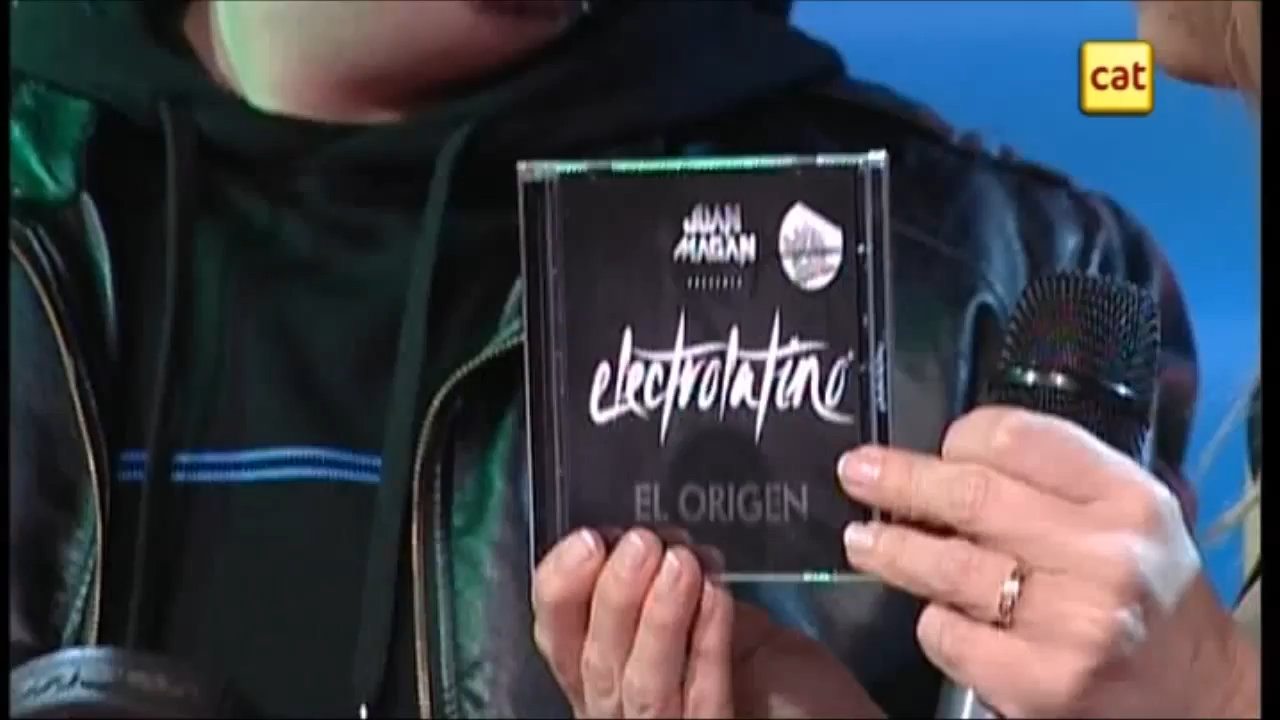 cat
JUAN
MAGAN
PRESENTA
electrolatino
EL ORIGEN